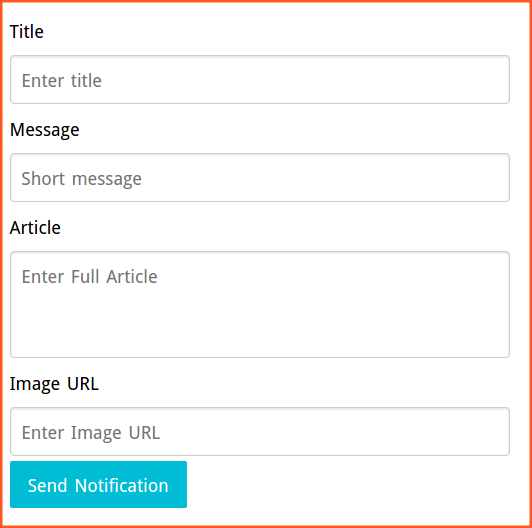 Title
Enter title
Message
Short message
Article
Enter Full Article
Image URL
Enter Image URL
Send Notification